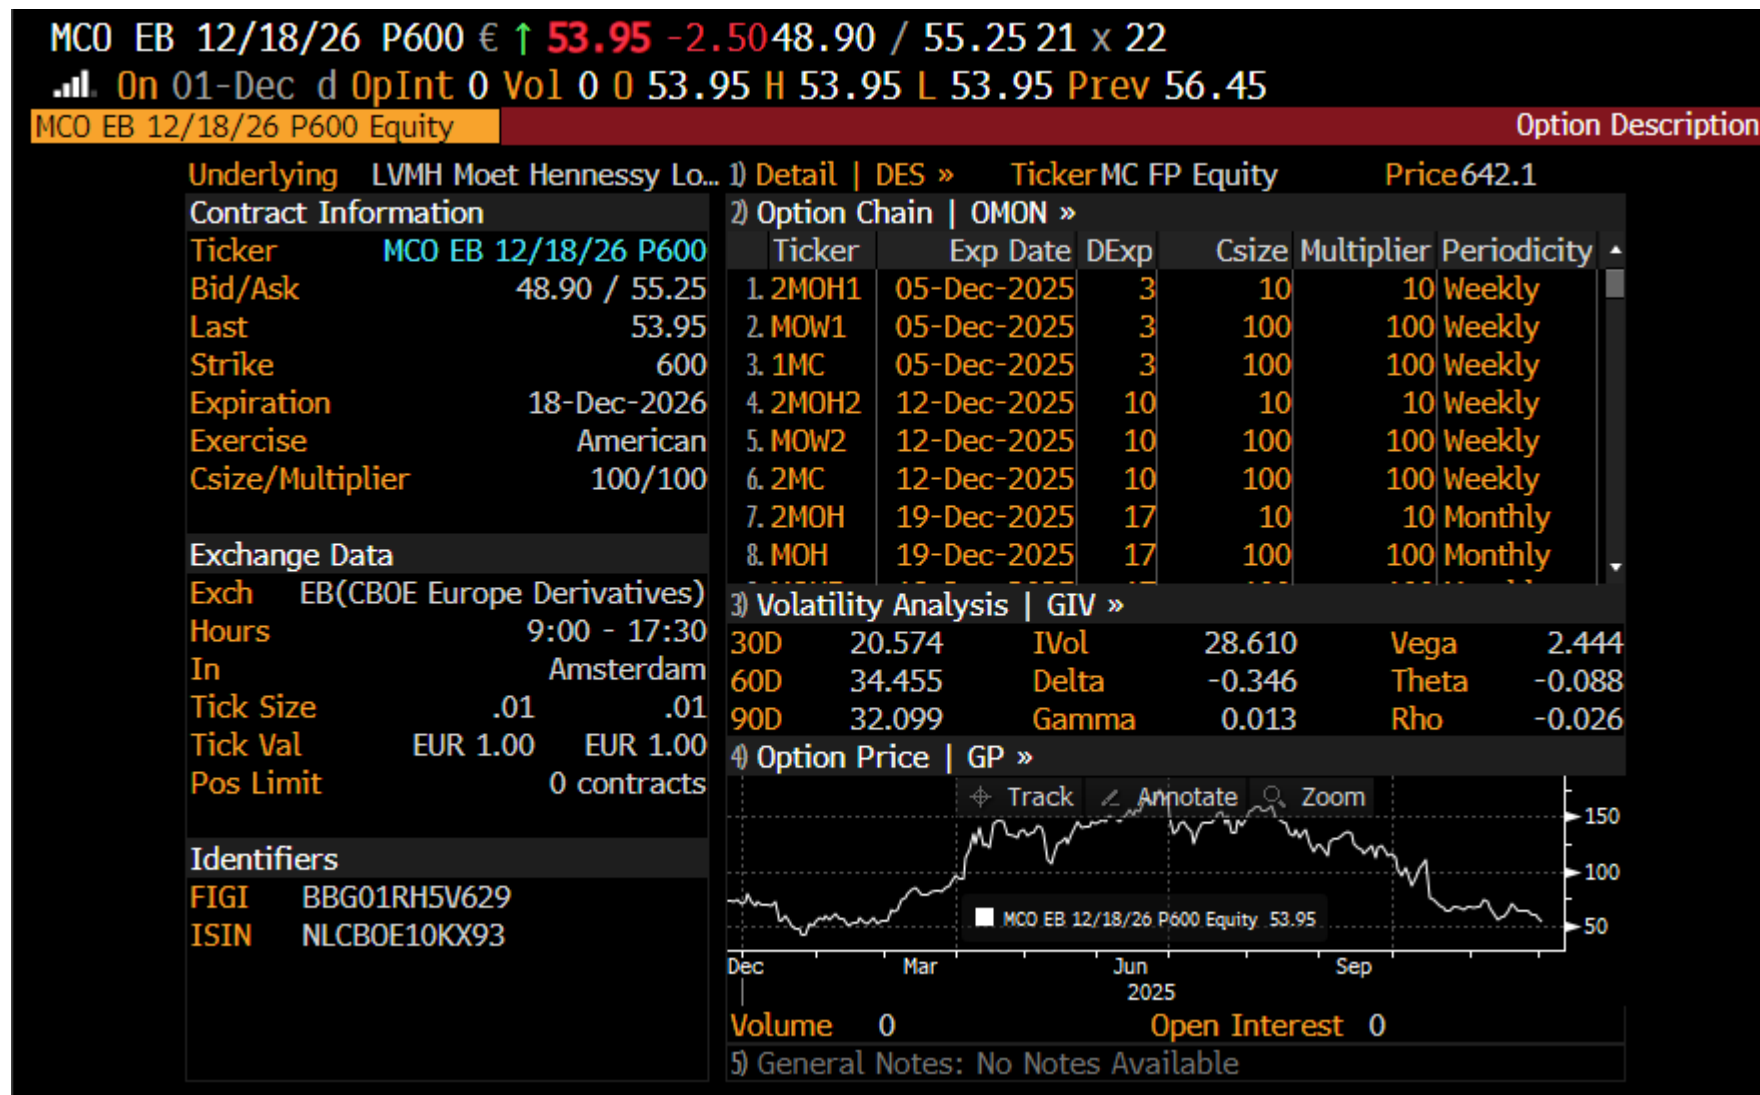 MCO EB 12/18/26 P600 € ↑ 53.95 -2.50 48.90 / 55.25 21 x 22
On 01-Dec d OpInt 0 Vol 0 O 53.95 H 53.95 L 53.95 Prev 56.45
MCO EB 12/18/26 P600 Equity Option Description
Underlying LVMH Moet Hennessy Lo... 1) Detail | DES » Ticker MC FP Equity Price 642.1
Contract Information
Ticker MCO EB 12/18/26 P600
Bid/Ask 48.90 / 55.25
Last 53.95
Strike 600
Expiration 18-Dec-2026
Exercise American
Csize/Multiplier 100/100
Exchange Data
Exch EB(CBOE Europe Derivatives)
Hours 9:00 - 17:30
In Amsterdam
Tick Size .01 .01
Tick Val EUR 1.00 EUR 1.00
Pos Limit 0 contracts
Identifiers
FIGI BBG01RH5V629
ISIN NLCBOE10KX93
2) Option Chain | OMON »
Ticker Exp Date DExp Csize Multiplier Periodicity
1. 2MOH1 05-Dec-2025 3 10 10 Weekly
2. MOW1 05-Dec-2025 3 100 100 Weekly
3. 1MC 05-Dec-2025 3 100 100 Weekly
4. 2MOH2 12-Dec-2025 10 10 10 Weekly
5. MOW2 12-Dec-2025 10 100 100 Weekly
6. 2MC 12-Dec-2025 10 100 100 Weekly
7. 2MOH 19-Dec-2025 17 10 10 Monthly
8. MOH 19-Dec-2025 17 100 100 Monthly
3) Volatility Analysis | GIV »
30D 20.574 IVol 28.610 Vega 2.444
60D 34.455 Delta -0.346 Theta -0.088
90D 32.099 Gamma 0.013 Rho -0.026
4) Option Price | GP »
Track Annotate Zoom
150
100
50
MCO EB 12/18/26 P600 Equity 53.95
Dec Mar Jun Sep
2025
Volume 0 Open Interest 0
5) General Notes: No Notes Available